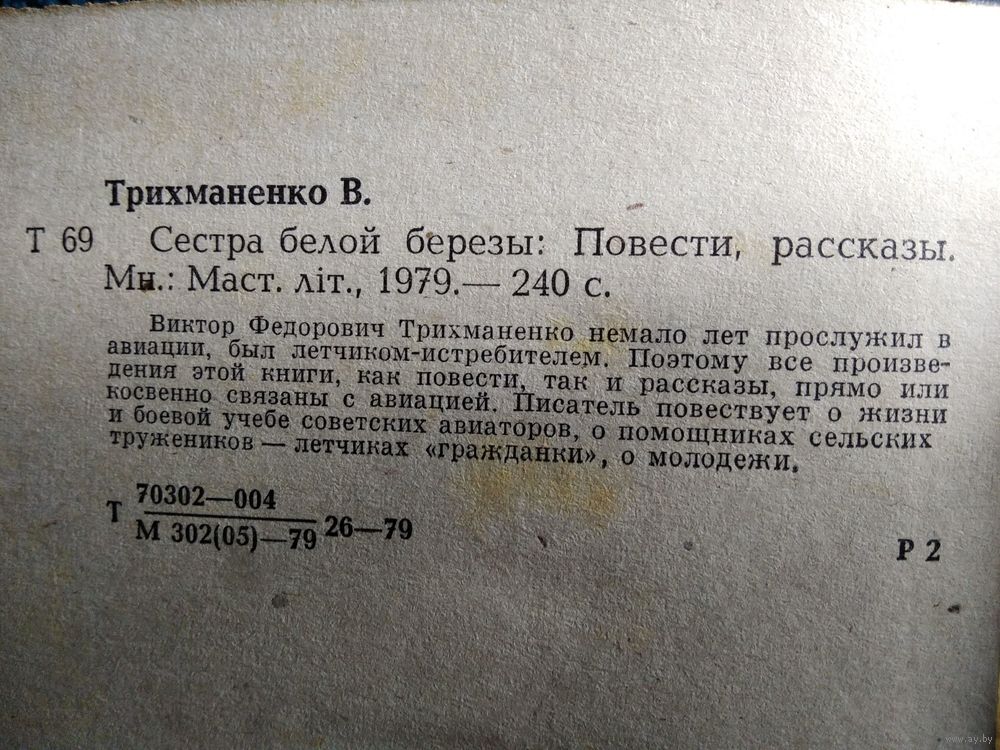 Трихманенко В.
Т 69 Сестра белой березы: Повести, рассказы.
Мн.: Маст. літ., 1979.— 240 с.
Виктор Федорович Трихманенко немало лет прослужил в
авиации, был летчиком-истребителем. Поэтому все произве-
дения этой книги, как повести, так и рассказы, прямо или
косвенно связаны с авиацией. Писатель повествует о жизни
и боевой учебе советских авиаторов, о помощниках сельских
тружеников — летчиках «гражданки», о молодежи.
70302—004
Т 26—79
М 302(05)—79
Р 2
www.ay.by